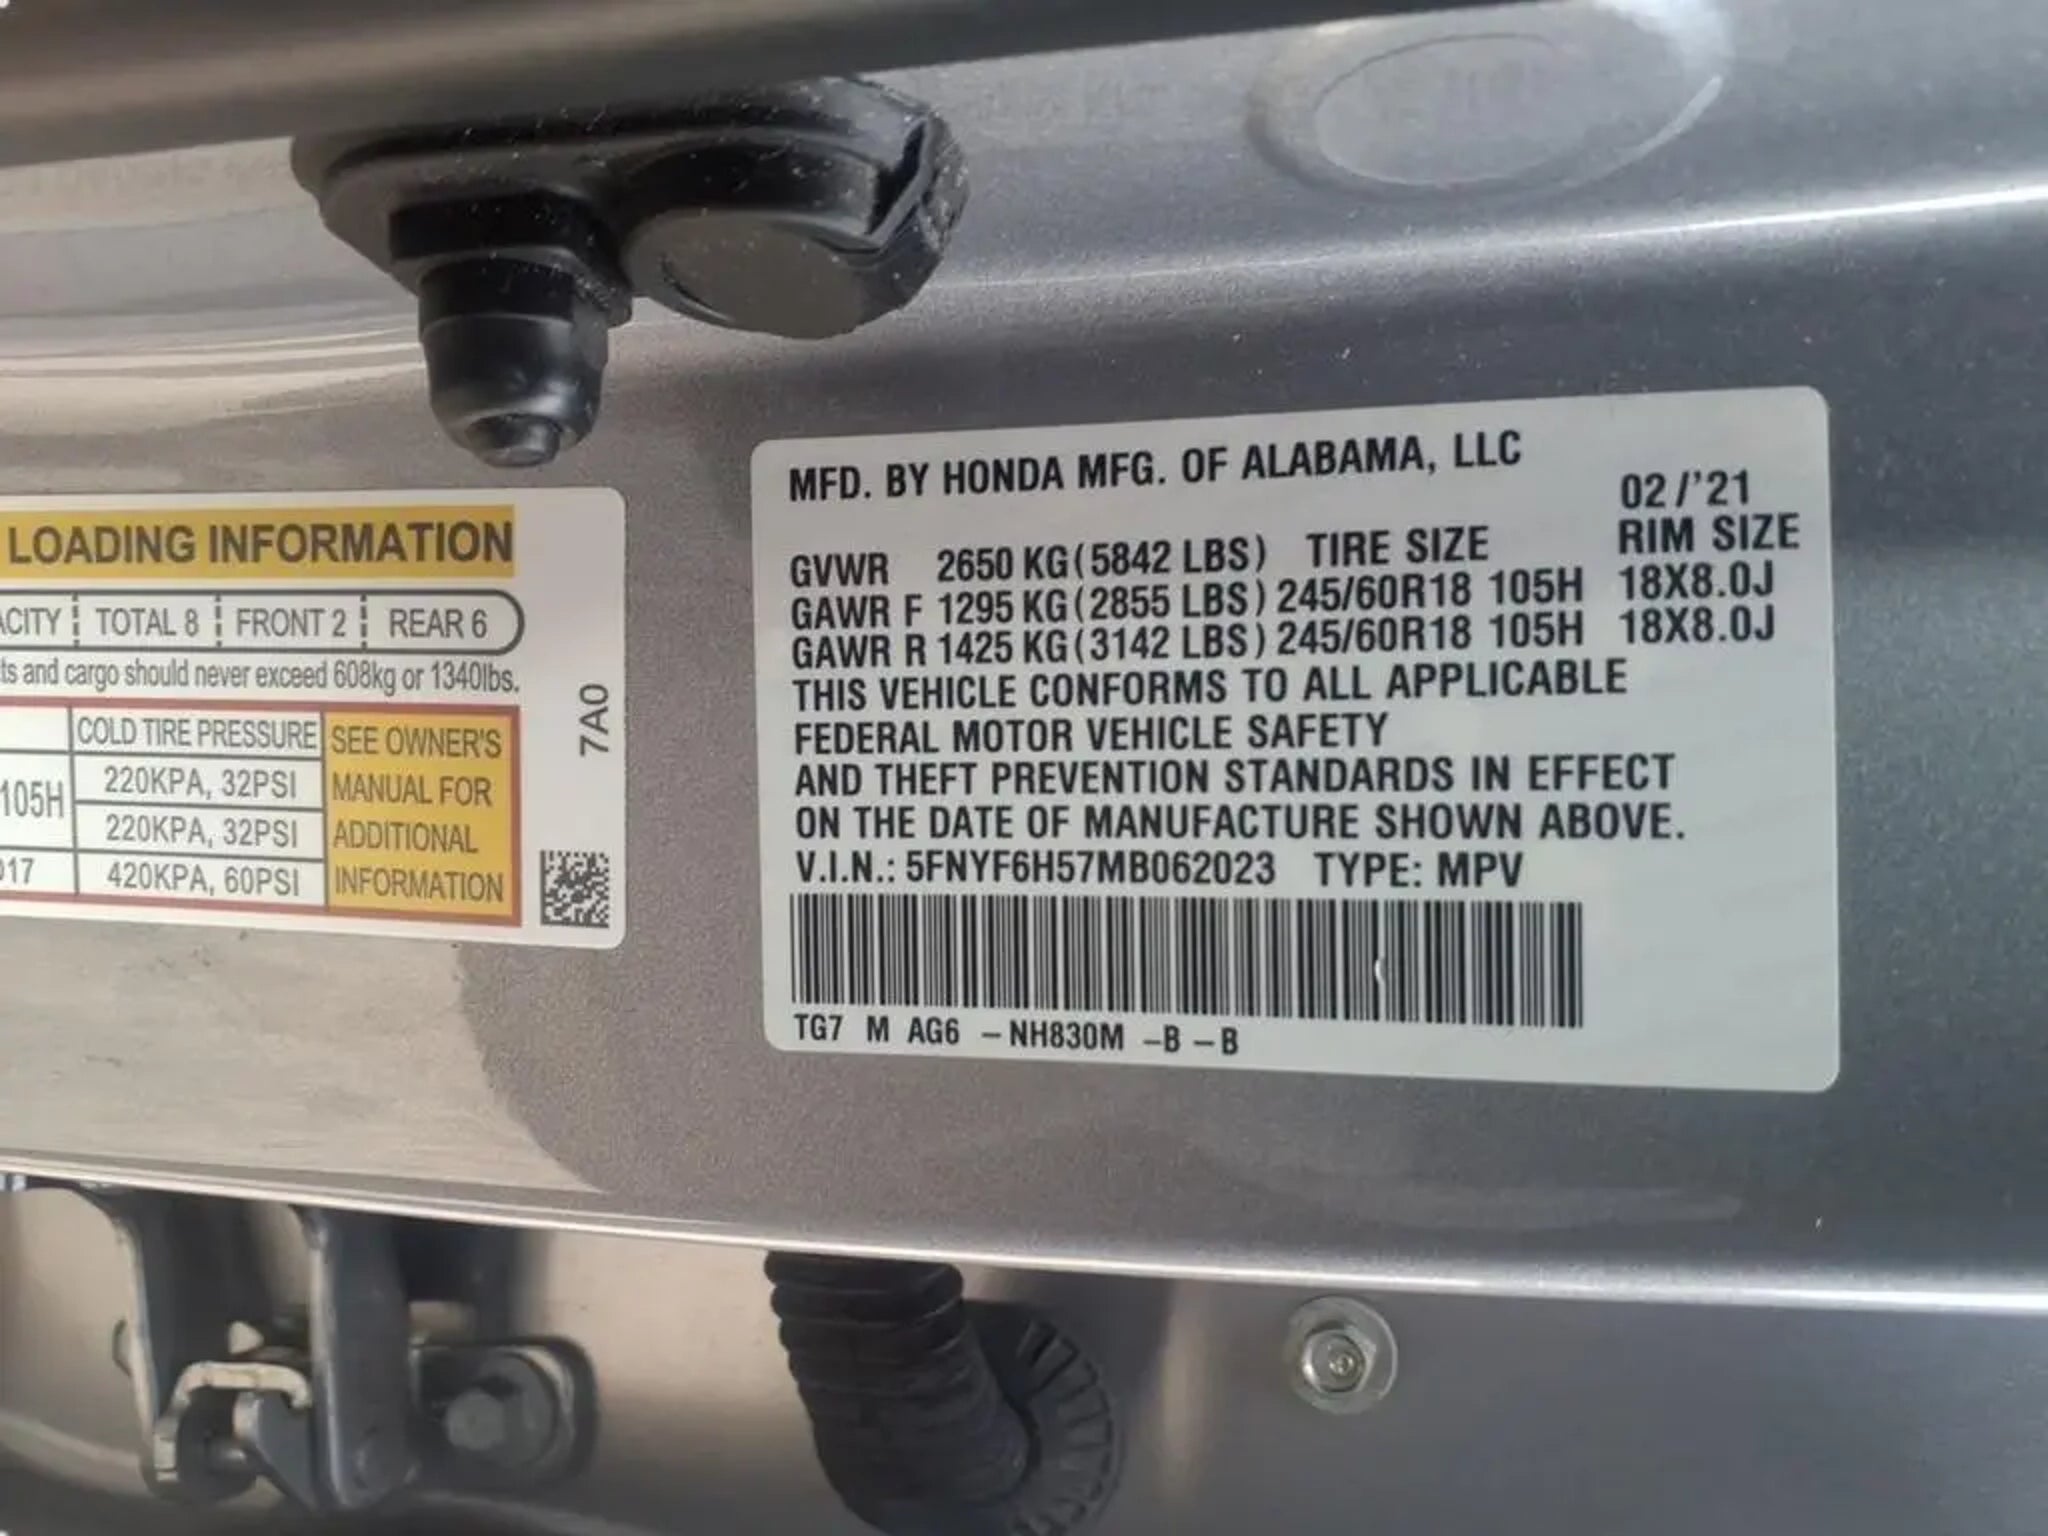 LOADING INFORMATION
ACITY TOTAL 8 FRONT 2 REAR 6
ts and cargo should never exceed 608kg or 1340lbs.
COLD TIRE PRESSURE
105H 220KPA, 32PSI
220KPA, 32PSI
017 420KPA, 60PSI
SEE OWNER'S
MANUAL FOR
ADDITIONAL
INFORMATION
7A0
MFD. BY HONDA MFG. OF ALABAMA, LLC
02/'21
GVWR 2650 KG(5842 LBS) TIRE SIZE RIM SIZE
GAWR F 1295 KG(2855 LBS) 245/60R18 105H 18X8.0J
GAWR R 1425 KG(3142 LBS) 245/60R18 105H 18X8.0J
THIS VEHICLE CONFORMS TO ALL APPLICABLE
FEDERAL MOTOR VEHICLE SAFETY
AND THEFT PREVENTION STANDARDS IN EFFECT
ON THE DATE OF MANUFACTURE SHOWN ABOVE.
V.I.N.: 5FNYF6H57MB062023 TYPE: MPV
TG7 M AG6 –NH830M –B –B